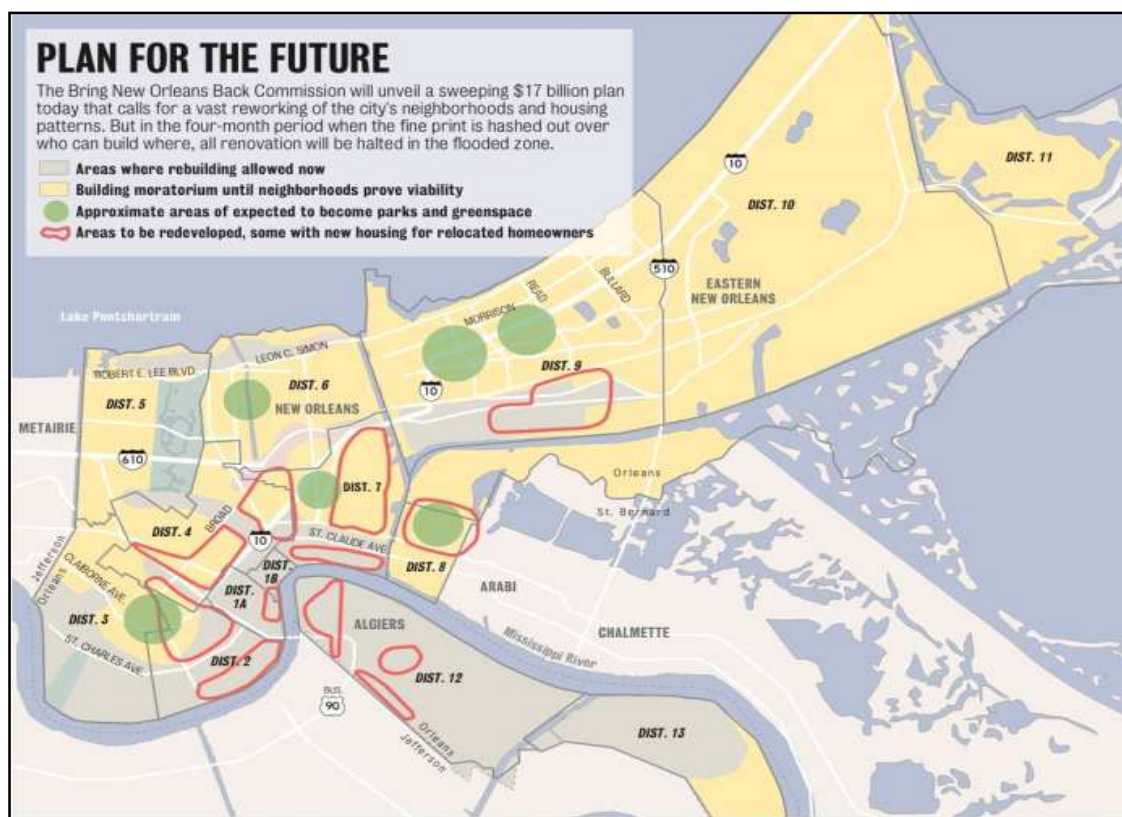 PLAN FOR THE FUTURE
The Bring New Orleans Back Commission will unveil a sweeping $17 billion plan
today that calls for a vast reworking of the city's neighborhoods and housing
patterns. But in the four-month period when the fine print is hashed out over
who can build where, all renovation will be halted in the flooded zone.
Areas where rebuilding allowed now
Building moratorium until neighborhoods prove viability
Approximate areas of expected to become parks and greenspace
Areas to be redeveloped, some with new housing for relocated homeowners
10
DIST. 11
DIST. 10
510
EASTERN
NEW ORLEANS
BULLARD
READ
MORRISON
Lake Pontchartrain
LEON C. SIMON
ROBERT E. LEE BLVD.
DIST. 9
DIST. 6
10
DIST. 5
NEW ORLEANS
METAIRIE
610
Orleans
St. Bernard
DIST. 7
BROAD
DIST. 4
10
ST. CLAUDE AVE.
Jefferson
Orleans
CLAIBORNE AVE.
DIST.
1B
DIST. 8
DIST.
1A
ARABI
DIST. 3
ALGIERS
CHALMETTE
Mississippi River
ST. CHARLES AVE.
DIST. 2
DIST. 12
BUS.
90
Orleans
Jefferson
DIST. 13